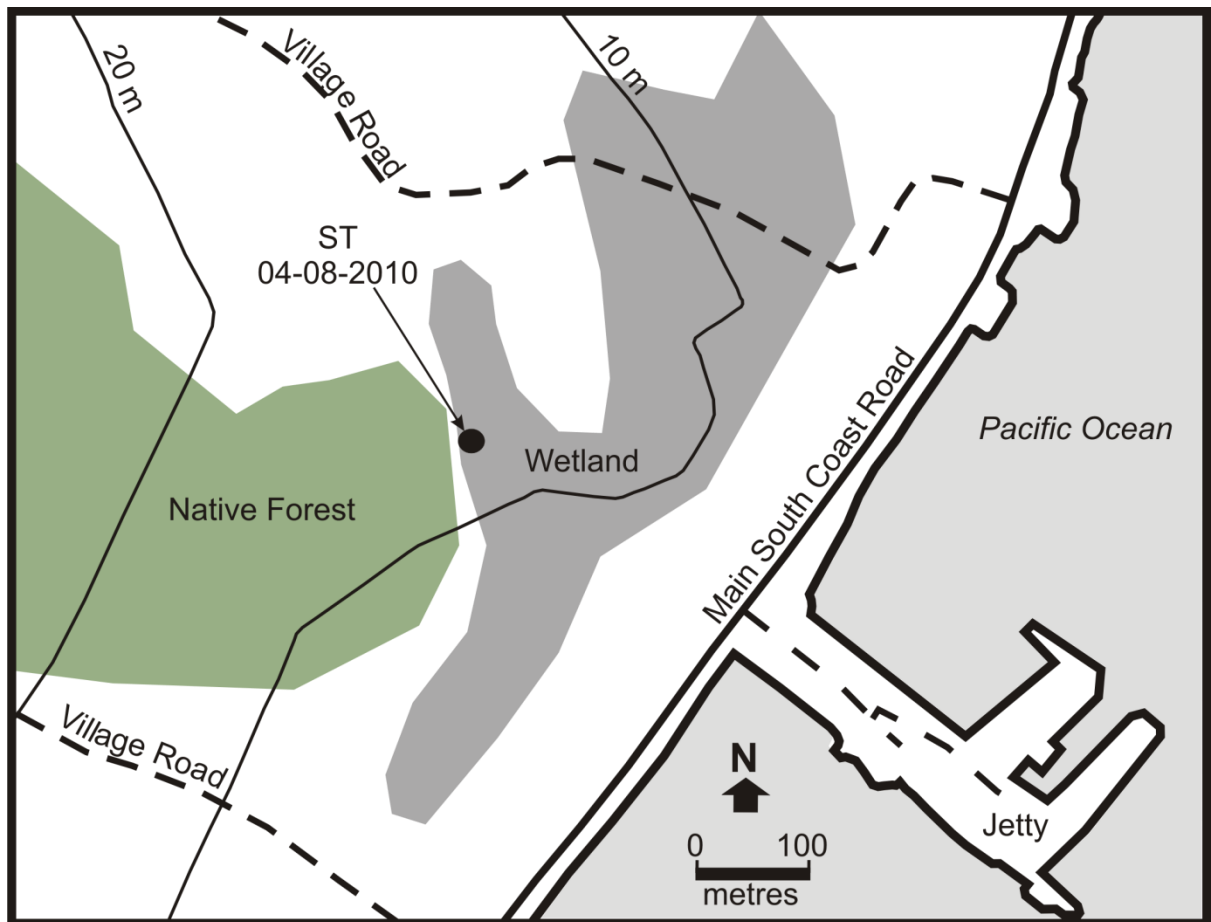 20 m
Village Road
10 m
ST
04-08-2010
Wetland
Native Forest
Main South Coast Road
Pacific Ocean
Village Road
N
0 100
metres
Jetty